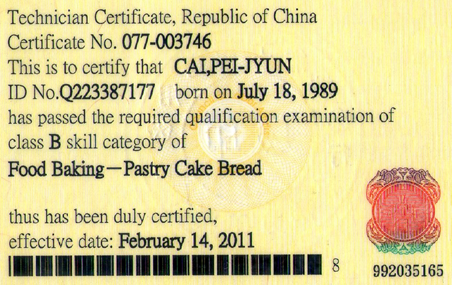 Technician Certificate, Republic of China
Certificate No. 077-003746
This is to certify that CAI,PEI-JYUN
ID No.Q223387177 born on July 18, 1989
has passed the required qualification examination of
class B skill category of
Food Baking—Pastry Cake Bread
thus has been duly certified,
effective date: February 14, 2011
8 992035165